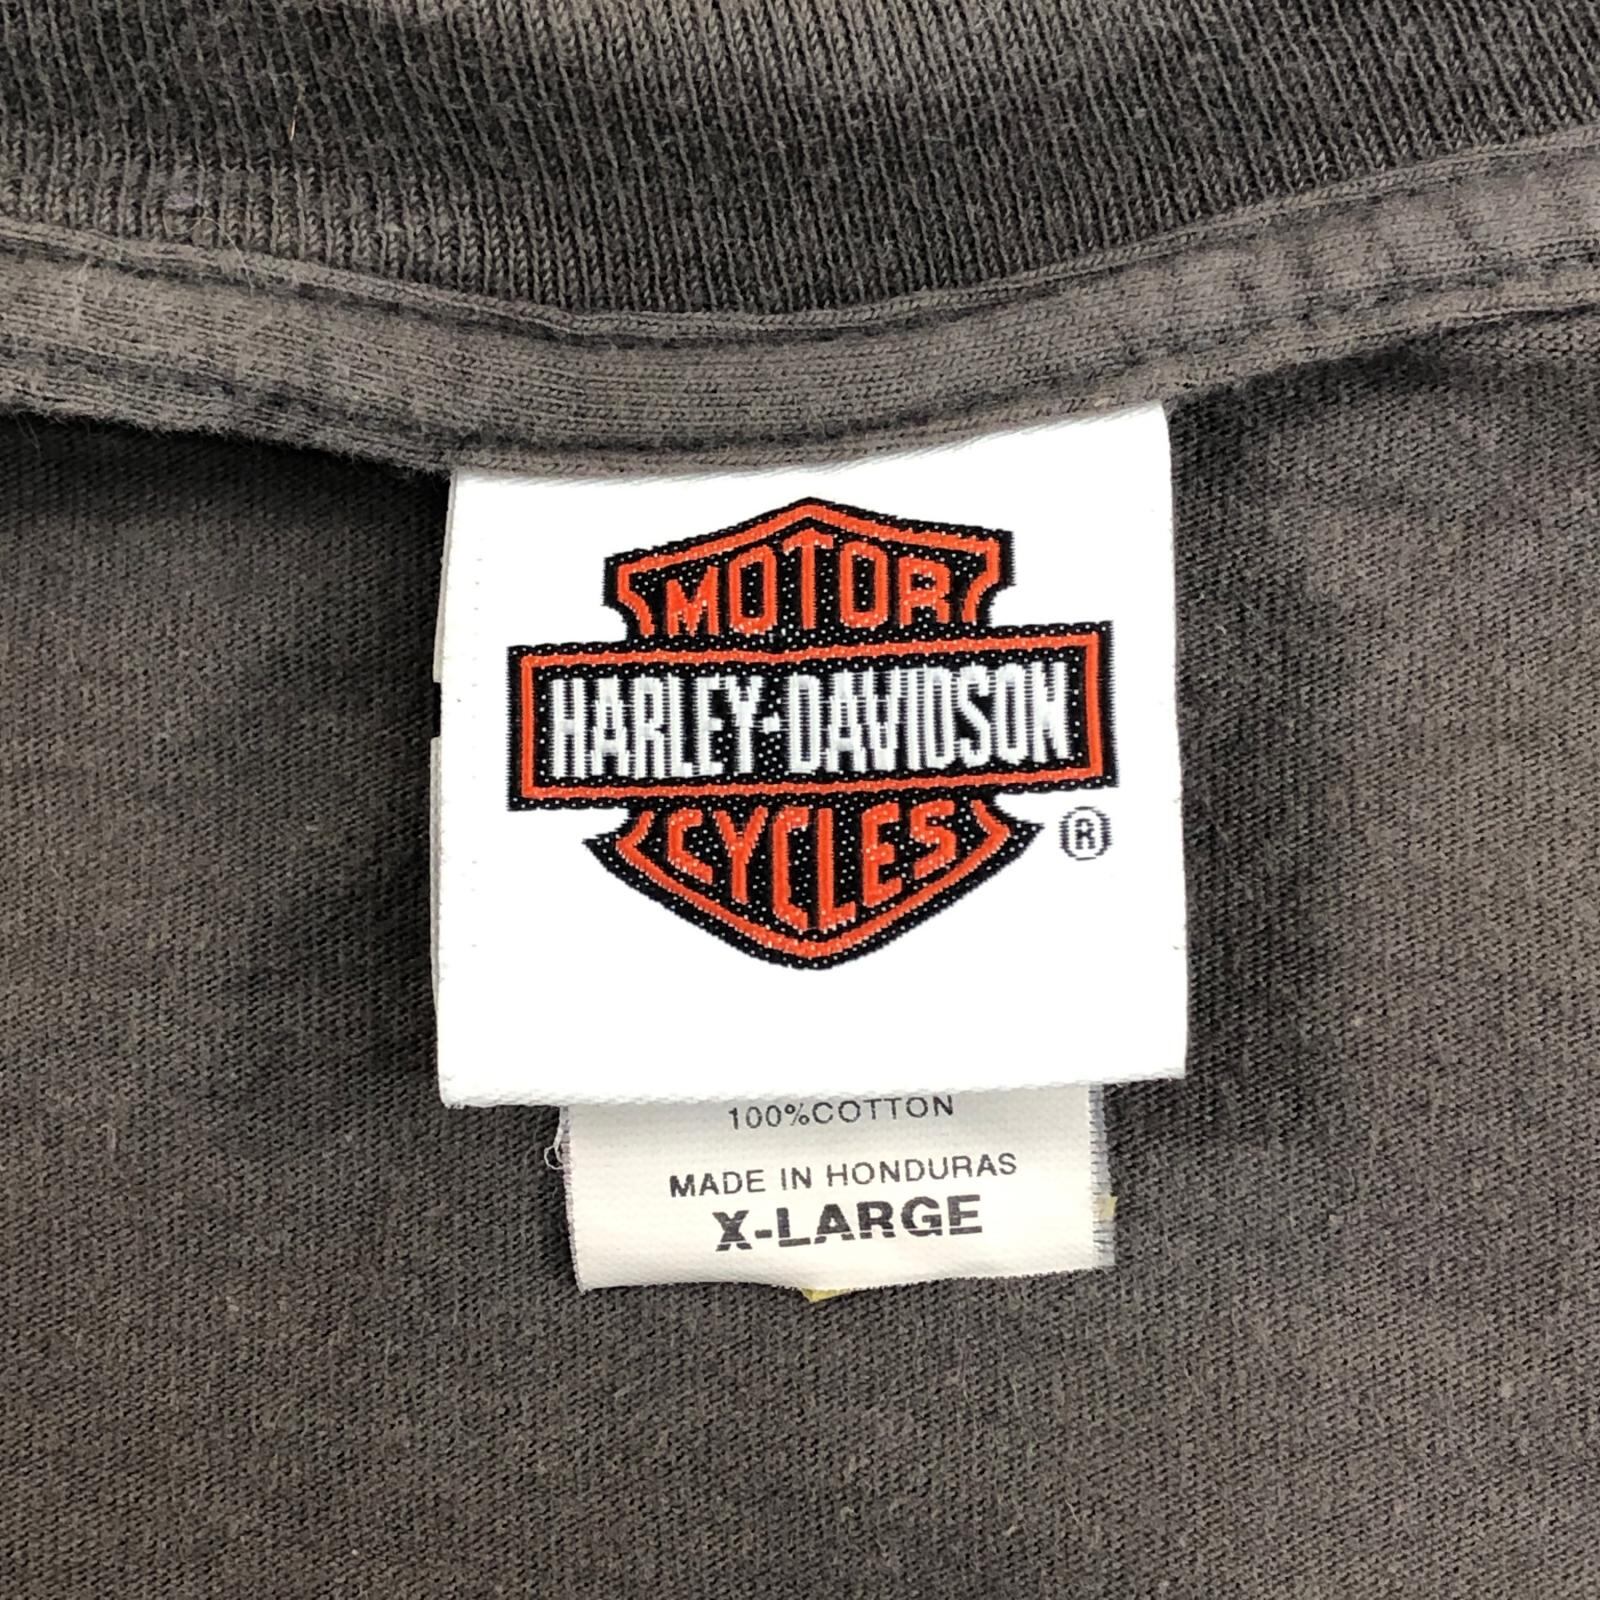 MOTOR
HARLEY-DAVIDSON
CYCLES
®
100%COTTON
MADE IN HONDURAS
X-LARGE